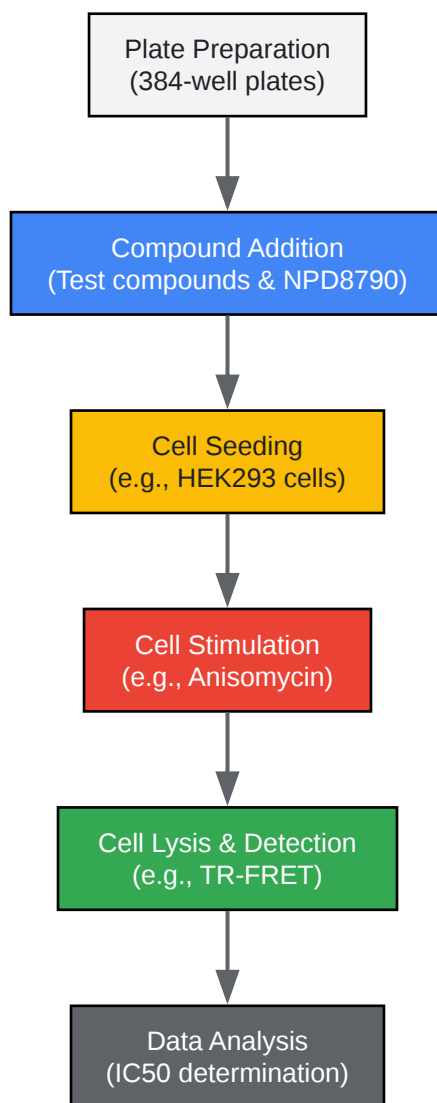 Plate Preparation
(384-well plates)
Compound Addition
(Test compounds & NPD8790)
Cell Seeding
(e.g., HEK293 cells)
Cell Stimulation
(e.g., Anisomycin)
Cell Lysis & Detection
(e.g., TR-FRET)
Data Analysis
(IC50 determination)